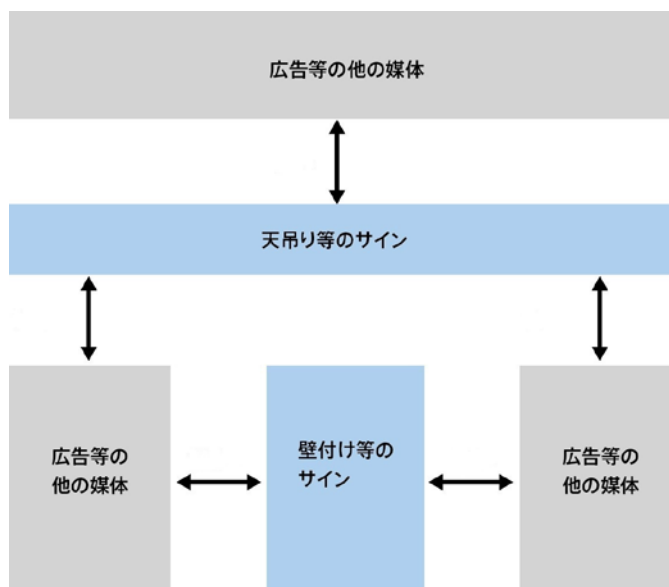 広告等の他の媒体
天吊り等のサイン
広告等の
他の媒体
壁付け等の
サイン
広告等の
他の媒体